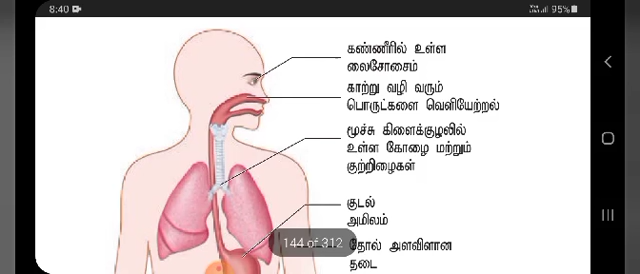 8:40
95%
கண்ணீரில் உள்ள
லைசோசைம்
காற்று வழி வரும்
பொருட்களை வெளியேற்றல்
மூச்சு கிளைக்குழலில்
உள்ள கோழை மற்றும்
குற்றிழைகள்
குடல்
அமிலம்
144 of 312
தோல் அளவிளான
தடை